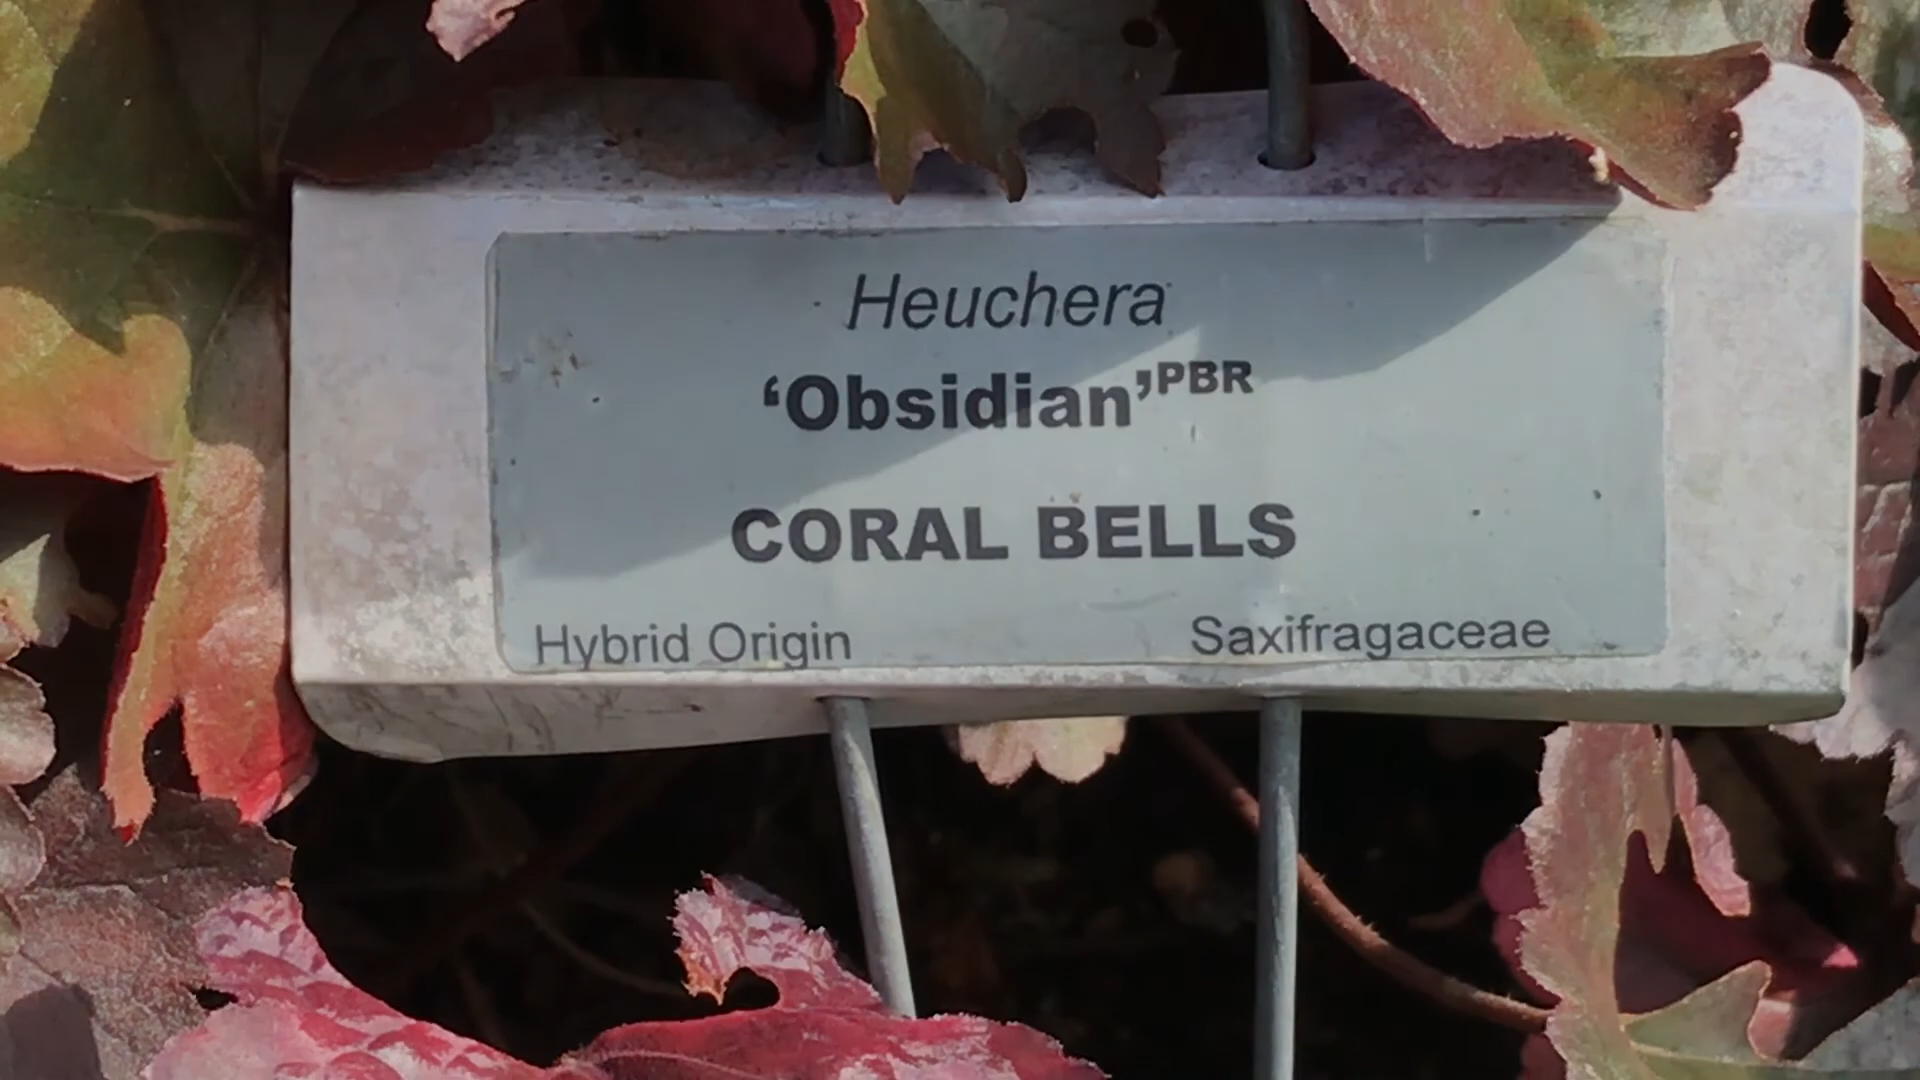 Heuchera
‘Obsidian’PBR
CORAL BELLS
Hybrid Origin Saxifragaceae